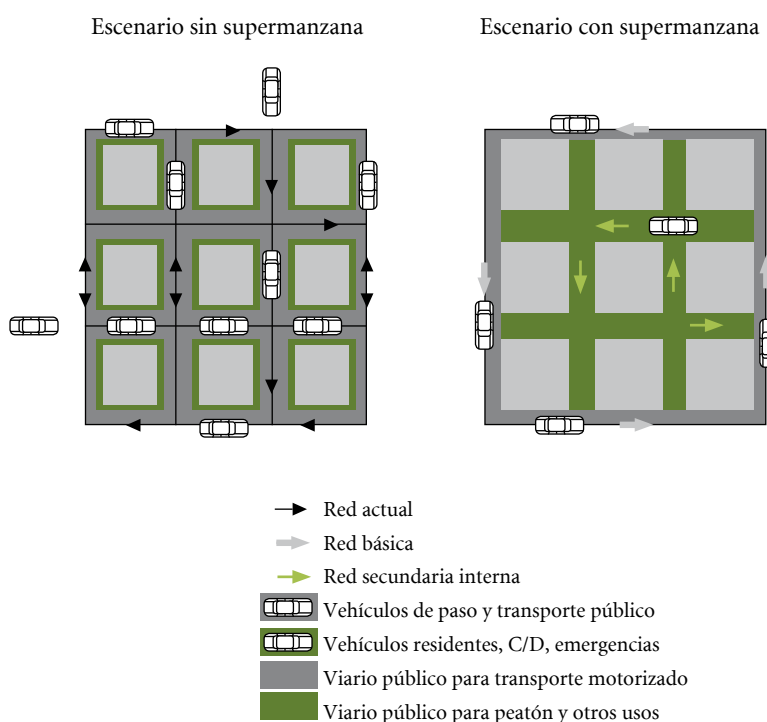 Escenario sin supermanzana
Escenario con supermanzana
Red actual
Red básica
Red secundaria interna
Vehículos de paso y transporte público
Vehículos residentes, C/D, emergencias
Viario público para transporte motorizado
Viario público para peatón y otros usos